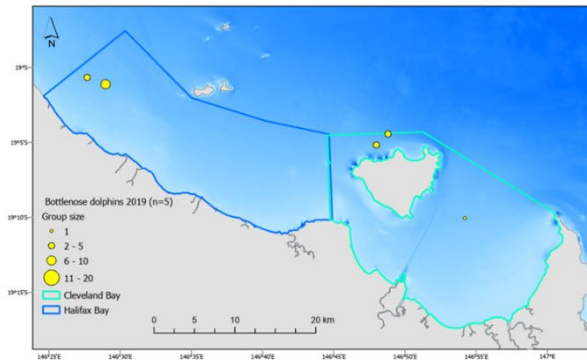 N
19°5
19°5'S
19°10'S
19°15'S
Bottlenose dolphins 2019 (n=5)
Group size
1
2 - 5
6 - 10
11 - 20
Cleveland Bay
Halifax Bay
0 5 10 20 km
146°25'E 146°30'E 146°35'E 146°40'E 146°45'E 146°50'E 146°55'E 147°E